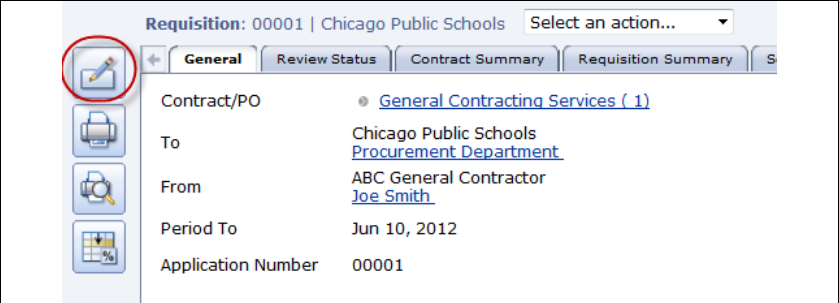 Requisition: 00001 | Chicago Public Schools Select an action...
General Review Status Contract Summary Requisition Summary
Contract/PO General Contracting Services ( 1)
To Chicago Public Schools
Procurement Department
From ABC General Contractor
Joe Smith
Period To Jun 10, 2012
Application Number 00001
%